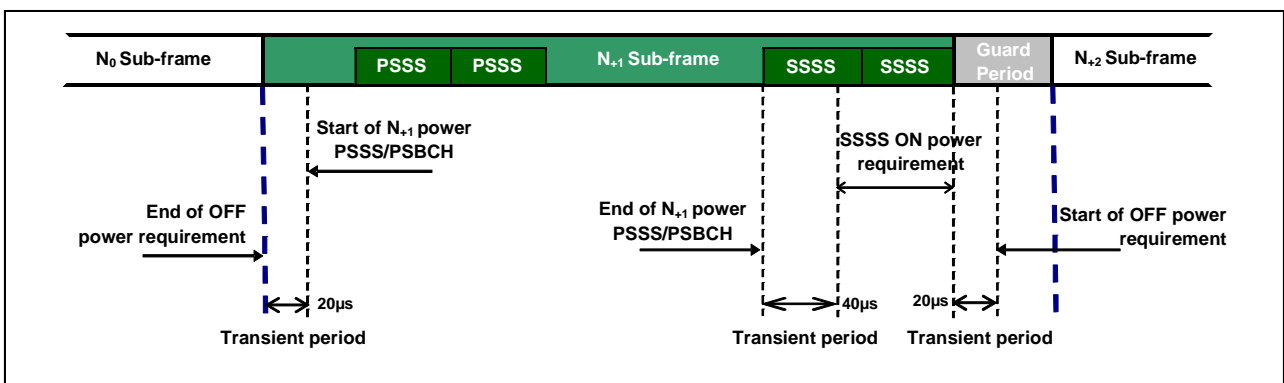 N0 Sub-frame
PSSS
PSSS
N+1 Sub-frame
SSSS
SSSS
Guard
Period
N+2 Sub-frame
Start of N+1 power
PSSS/PSBCH
SSSS ON power
requirement
End of OFF
power requirement
End of N+1 power
PSSS/PSBCH
Start of OFF power
requirement
20µs
40µs
20µs
Transient period
Transient period
Transient period